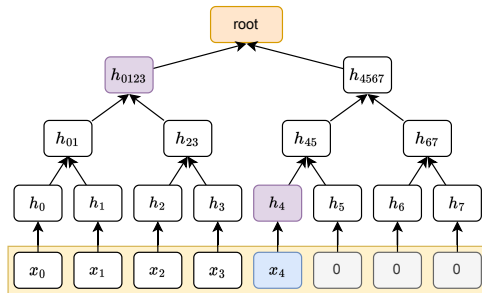 root
h₀₁₂₃ h₄₅₆₇
h₀₁ h₂₃ h₄₅ h₆₇
h₀ h₁ h₂ h₃ h₄ h₅ h₆ h₇
x₀ x₁ x₂ x₃ x₄ 0 0 0